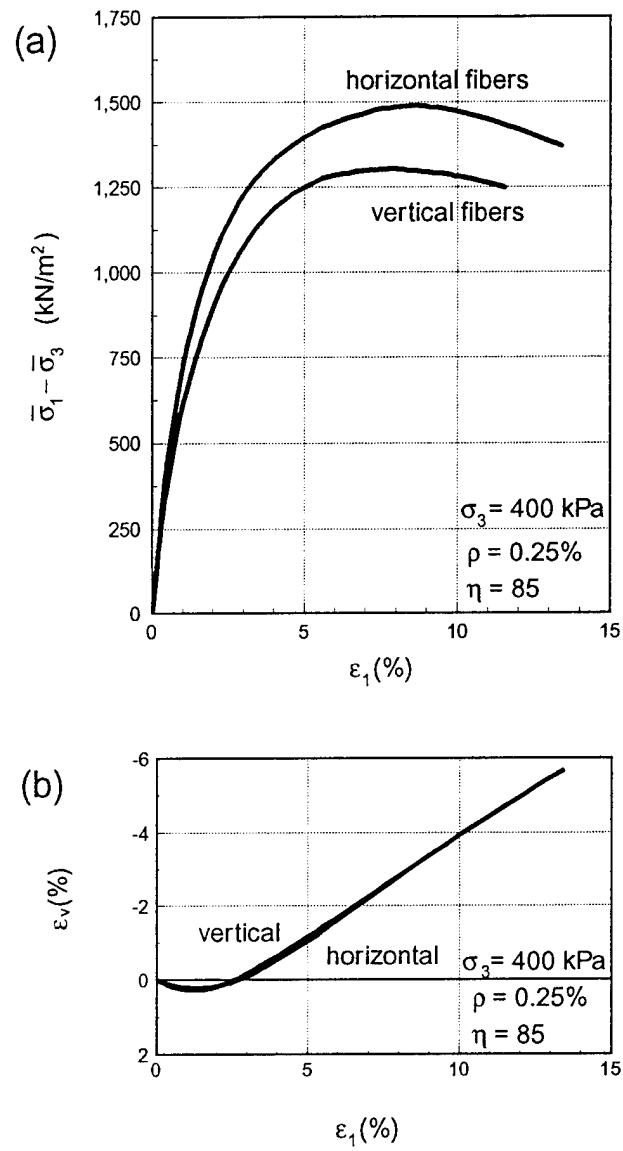 (a)
1,750
1,500
1,250
1,000
750
500
250
0
σ̅₁ – σ̅₃ (kN/m²)
horizontal fibers
vertical fibers
σ₃ = 400 kPa
ρ = 0.25%
η = 85
0 5 10 15
ε₁(%)
(b)
-6
-4
-2
0
2
εᵥ(%)
vertical
horizontal
σ₃ = 400 kPa
ρ = 0.25%
η = 85
0 5 10 15
ε₁(%)